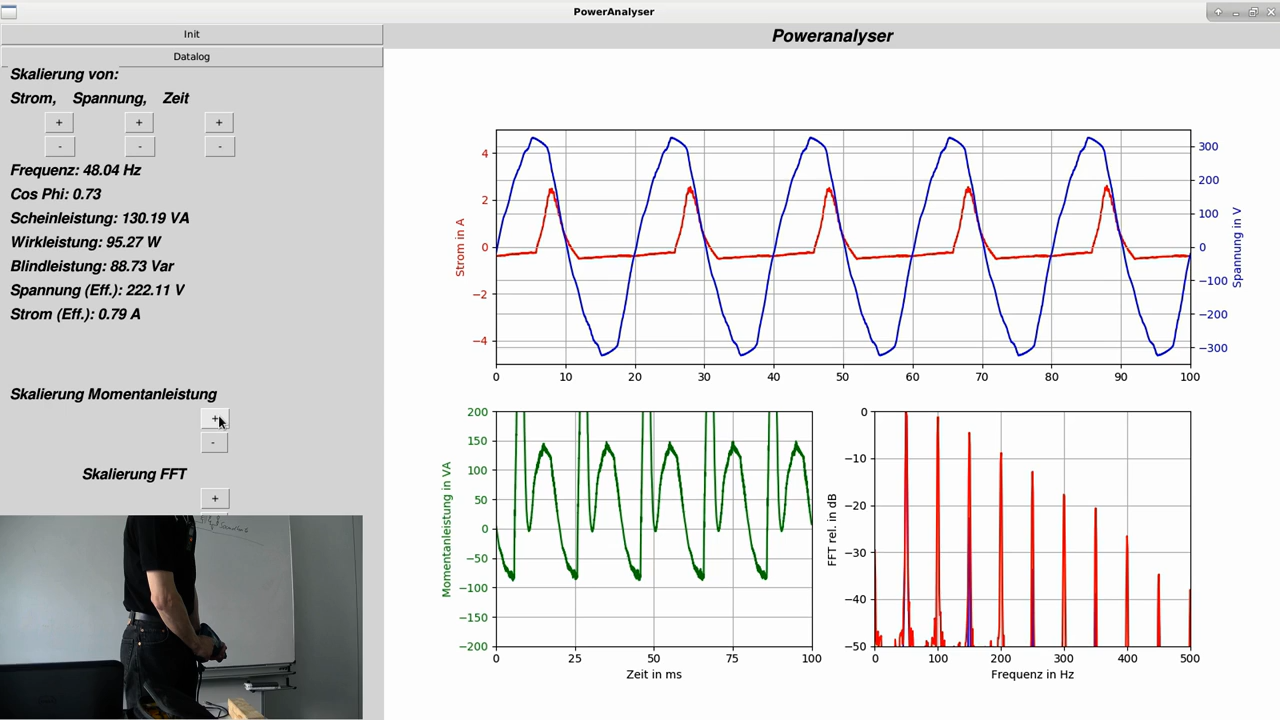 PowerAnalyser
Init
Poweranalyser
Datalog
Skalierung von:
Strom, Spannung, Zeit
+ + +
- - -
Frequenz: 48.04 Hz
Cos Phi: 0.73
Scheinleistung: 130.19 VA
Wirkleistung: 95.27 W
Blindleistung: 88.73 Var
Spannung (Eff.): 222.11 V
Strom (Eff.): 0.79 A
Skalierung Momentanleistung
+
-
Skalierung FFT
+
Strom in A
4
2
0
−2
−4
Spannung in V
300
200
100
0
−100
−200
−300
0 10 20 30 40 50 60 70 80 90 100
Momentanleistung in VA
200
150
100
50
0
−50
−100
−150
−200
0 25 50 75 100
Zeit in ms
FFT rel. in dB
0
−10
−20
−30
−40
−50
0 100 200 300 400 500
Frequenz in Hz